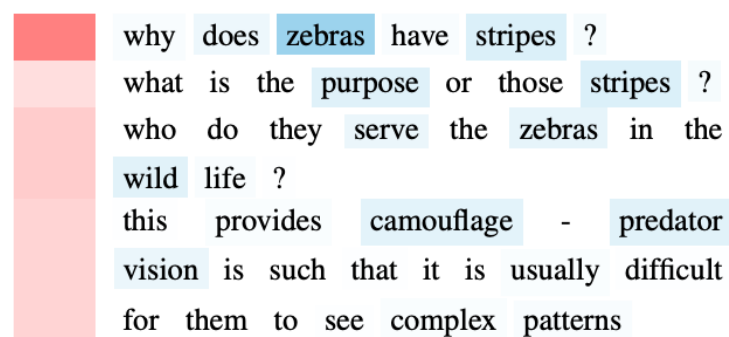 why does zebras have stripes ?
what is the purpose or those stripes ?
who do they serve the zebras in the
wild life ?
this provides camouflage - predator
vision is such that it is usually difficult
for them to see complex patterns